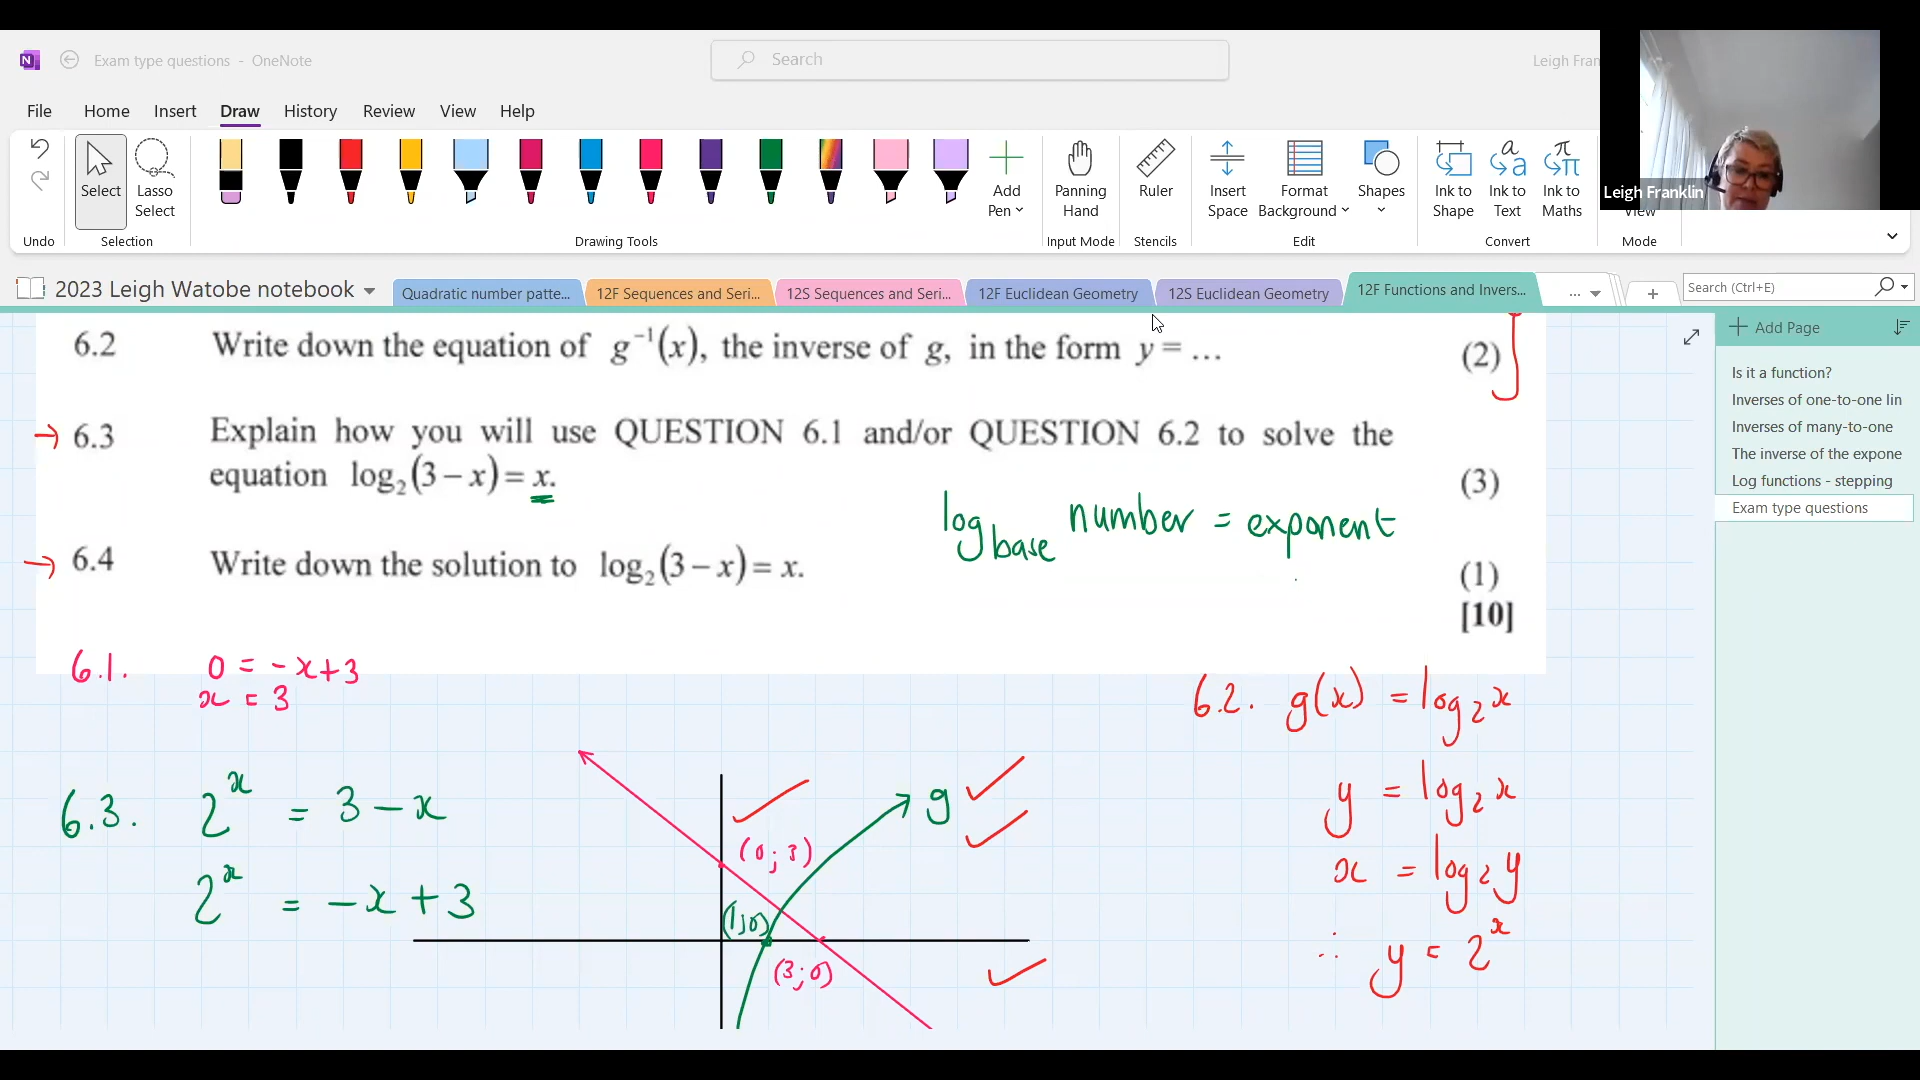 Exam type questions - OneNote
Search
Leigh Fran
File Home Insert Draw History Review View Help
Select
Lasso Select
Add Pen
Panning Hand
Ruler
Insert Space
Format Background
Shapes
Ink to Shape
Ink to Text
Ink to Maths
Leigh Franklin
View
Undo Selection Drawing Tools Input Mode Stencils Edit Convert Mode
2023 Leigh Watobe notebook
Quadratic number patte...
12F Sequences and Seri...
12S Sequences and Seri...
12F Euclidean Geometry
12S Euclidean Geometry
12F Functions and Invers...
...
Search (Ctrl+E)
Add Page
Is it a function?
Inverses of one-to-one lin
Inverses of many-to-one
The inverse of the expone
Log functions - stepping
Exam type questions
6.2 Write down the equation of g⁻¹(x), the inverse of g, in the form y = ... (2)
→ 6.3 Explain how you will use QUESTION 6.1 and/or QUESTION 6.2 to solve the
equation log₂(3 – x) = x. (3)
log base number = exponent
→ 6.4 Write down the solution to log₂(3 – x) = x. (1)
[10]
6.1. 0 = -x+3
x = 3
6.3. 2ˣ = 3 - x
2ˣ = -x + 3
g
(0; 3)
(1;0)
(3; 0)
6.2. g(x) = log₂x
y = log₂x
x = log₂y
∴ y = 2ˣ